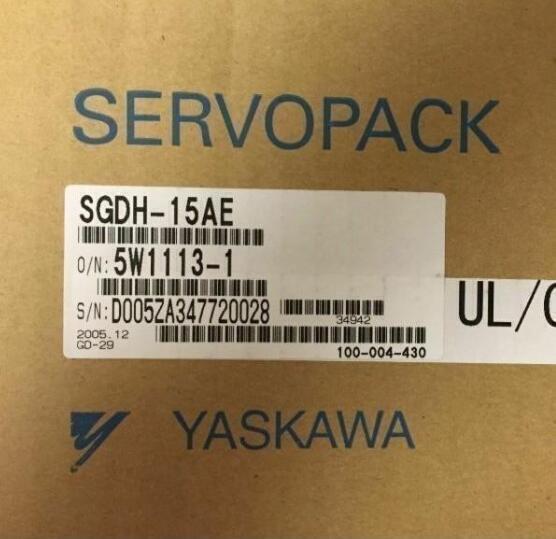 SERVOPACK
SGDH-15AE
O/N: 5W1113-1
S/N: D005ZA347720028
34942
2005.12
GD-29
100-004-430
UL/
YASKAWA